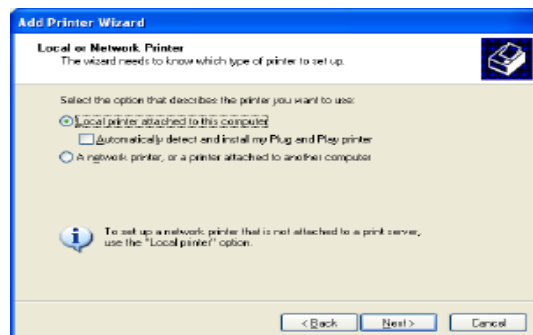 Add Printer Wizard
Local or Network Printer
The wizard needs to know which type of printer to set up.
Select the option that describes the printer you want to use:
Local printer attached to this computer
Automatically detect and install my Plug and Play printer
A network printer, or a printer attached to another computer
To set up a network printer that is not attached to a print server,
use the "Local printer" option.
< Back Next > Cancel